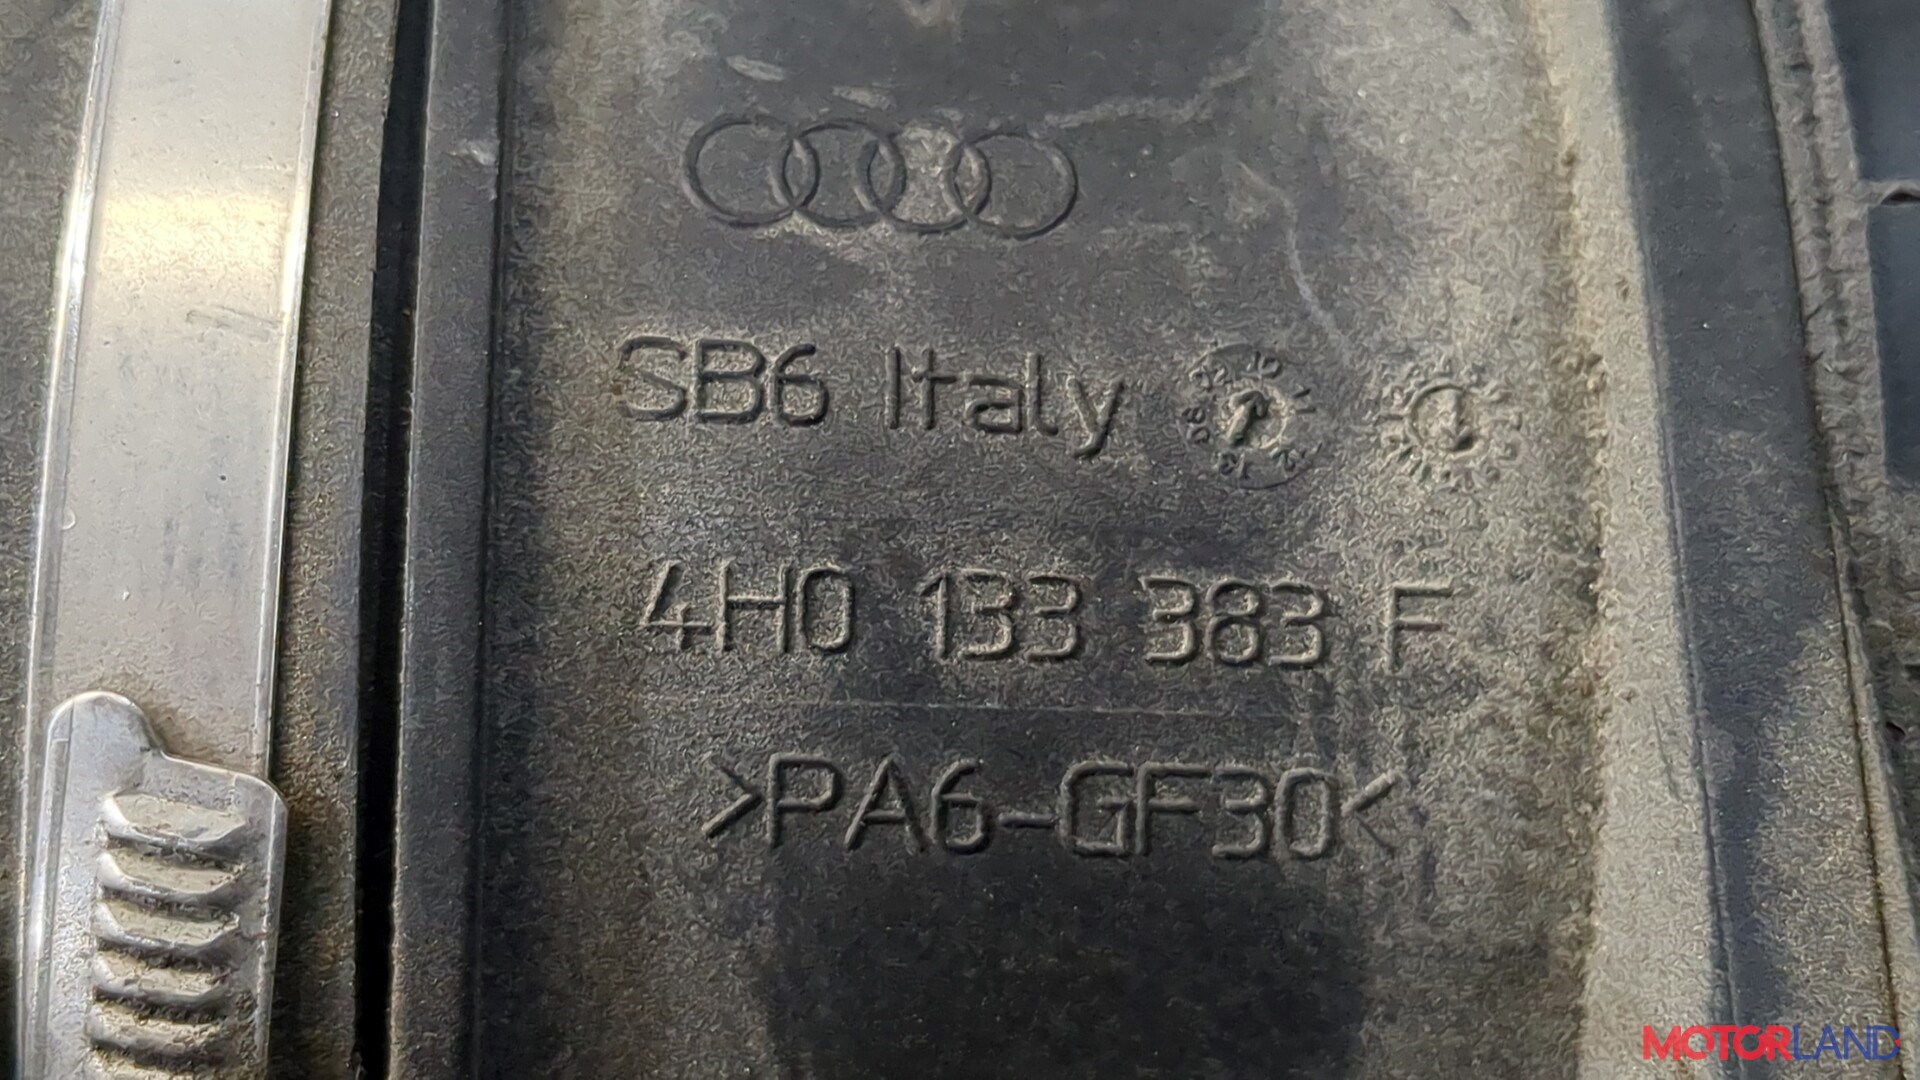 SB6 Italy
4H0 133 383 F
>PA6-GF30<
MOTORLAND